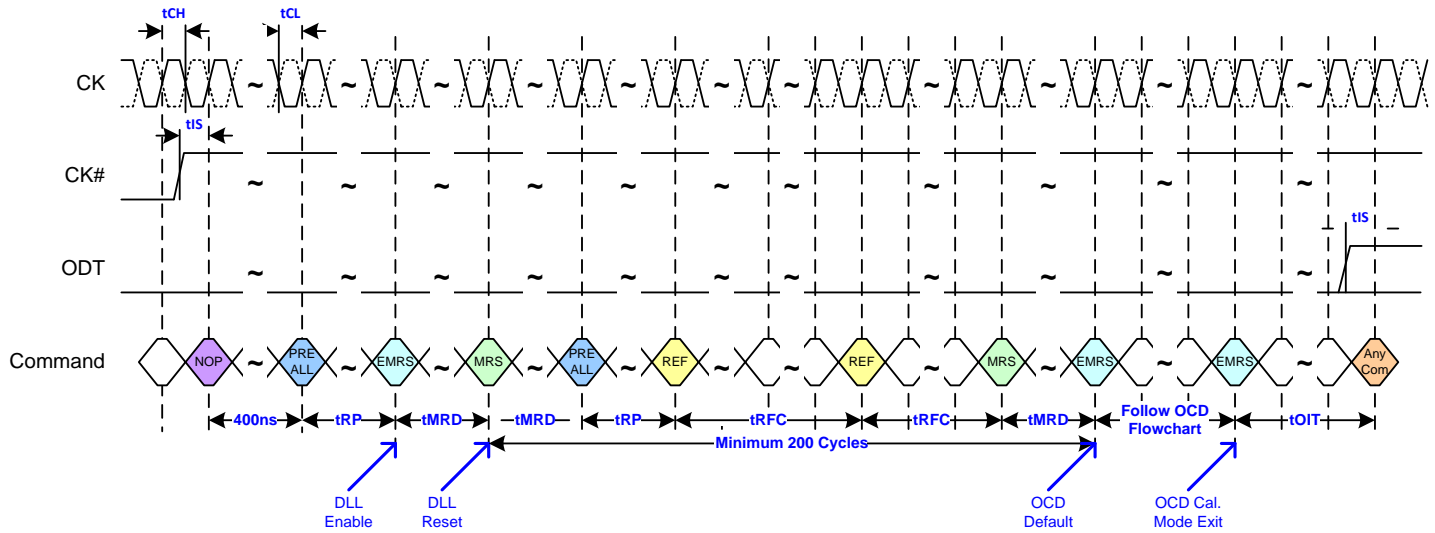 tCH
tCL
CK
~ ~ ~ ~ ~ ~ ~ ~ ~ ~ ~ ~
tIS
CK#
~ ~ ~ ~ ~ ~ ~ ~ ~ ~ ~ ~
tIS
ODT
~ ~ ~ ~ ~ ~ ~ ~ ~ ~ ~ ~
Command
NOP
~
PRE
ALL
~
EMRS
~
MRS
~
PRE
ALL
~
REF
~
~
REF
~
MRS
~
EMRS
~
EMRS
~
Any
Com
400ns
tRP
tMRD
tMRD
tRP
tRFC
tRFC
tMRD
Follow OCD
Flowchart
tOIT
Minimum 200 Cycles
DLL
Enable
DLL
Reset
OCD
Default
OCD Cal.
Mode Exit